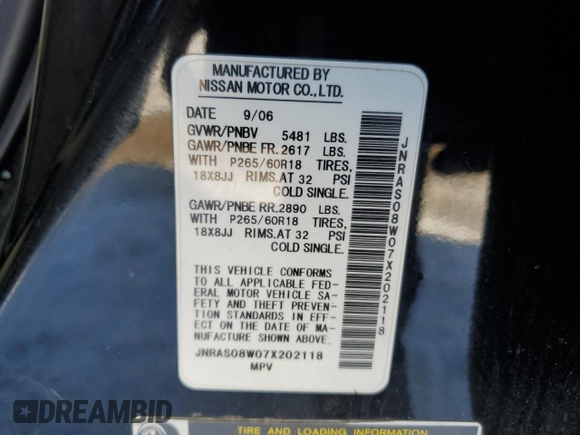 MANUFACTURED BY
NISSAN MOTOR CO.,LTD.
DATE 9/06
GVWR/PNBV 5481 LBS.
GAWR/PNBE FR. 2617 LBS.
WITH P265/60R18 TIRES,
18X8JJ RIMS.AT 32 PSI
COLD SINGLE.
GAWR/PNBE RR. 2890 LBS.
WITH P265/60R18 TIRES,
18X8JJ RIMS.AT 32 PSI
COLD SINGLE.
THIS VEHICLE CONFORMS
TO ALL APPLICABLE FED-
ERAL MOTOR VEHICLE SA-
FETY AND THEFT PREVEN-
TION STANDARDS IN EFF-
ECT ON THE DATE OF MA-
NUFACTURE SHOWN ABOVE.
JNRAS08W07X202118
MPV
JNRAS08W07X202118
TIRE AND LOADING INFORMATION
DREAMBID